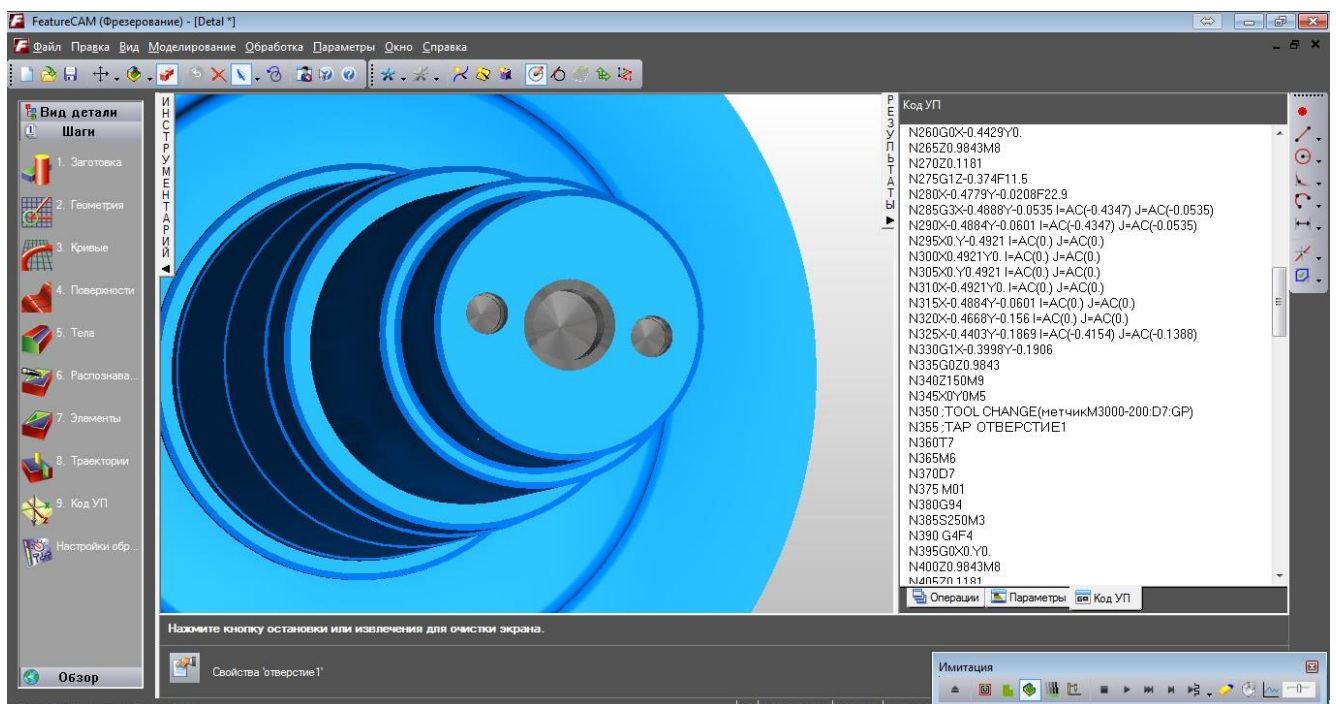 FeatureCAM (Фрезерование) - [Detal *]
Файл Правка Вид Моделирование Обработка Параметры Окно Справка
Вид детали
Шаги
1. Заготовка
2. Геометрия
3. Кривые
4. Поверхности
5. Тела
6. Распознава...
7. Элементы
8. Траектории
9. Код УП
Настройки обр...
Обзор
ИНСТРУМЕНТАРИЙ
РЕЗУЛЬТАТЫ
Код УП
N260G0X-0.4429Y0.
N265Z0.9843M8
N270Z0.1181
N275G1Z-0.374F11.5
N280X-0.4779Y-0.0208F22.9
N285G3X-0.4888Y-0.0535 I=AC(-0.4347) J=AC(-0.0535)
N290X-0.4884Y-0.0601 I=AC(-0.4347) J=AC(-0.0535)
N295X0.Y-0.4921 I=AC(0.) J=AC(0.)
N300X0.4921Y0. I=AC(0.) J=AC(0.)
N305X0.Y0.4921 I=AC(0.) J=AC(0.)
N310X-0.4921Y0. I=AC(0.) J=AC(0.)
N315X-0.4884Y-0.0601 I=AC(0.) J=AC(0.)
N320X-0.4668Y-0.156 I=AC(0.) J=AC(0.)
N325X-0.4403Y-0.1869 I=AC(-0.4154) J=AC(-0.1388)
N330G1X-0.3998Y-0.1906
N335G0Z0.9843
N340Z150M9
N345X0Y0M5
N350 ;TOOL CHANGE(метчикM3000-200:D7:GP)
N355 ;TAP ОТВЕРСТИЕ1
N360T7
N365M6
N370D7
N375 M01
N380G94
N385S250M3
N390 G4F4
N395G0X0.Y0.
N400Z0.9843M8
N405Z0.1181
Операции Параметры Код УП
Нажмите кнопку остановки или извлечения для очистки экрана.
Свойства 'отверстие1'
Имитация